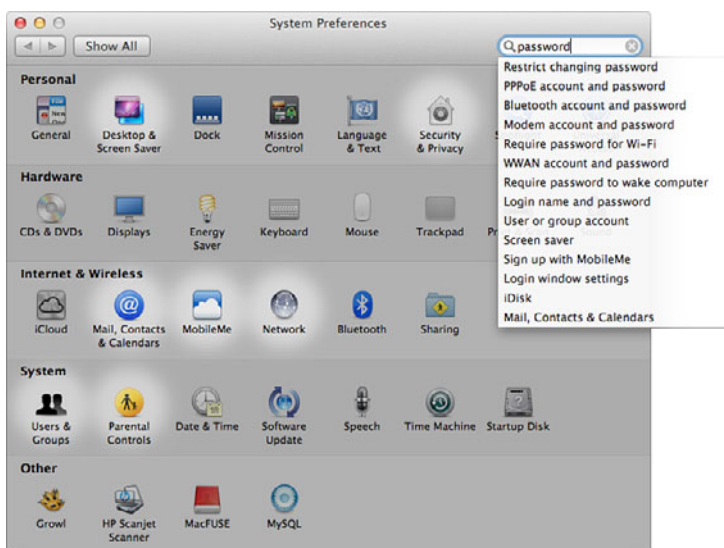 System Preferences
Show All
password
Restrict changing password
PPPoE account and password
Bluetooth account and password
Modem account and password
Require password for Wi-Fi
WWAN account and password
Require password to wake computer
Login name and password
User or group account
Screen saver
Sign up with MobileMe
Login window settings
iDisk
Mail, Contacts & Calendars
Personal
General
Desktop &
Screen Saver
Dock
Mission
Control
Language
& Text
Security
& Privacy
Hardware
CDs & DVDs
Displays
Energy
Saver
Keyboard
Mouse
Trackpad
Internet & Wireless
iCloud
Mail, Contacts
& Calendars
MobileMe
Network
Bluetooth
Sharing
System
Users &
Groups
Parental
Controls
Date & Time
Software
Update
Speech
Time Machine
Startup Disk
Other
Growl
HP Scanjet
Scanner
MacFUSE
MySQL